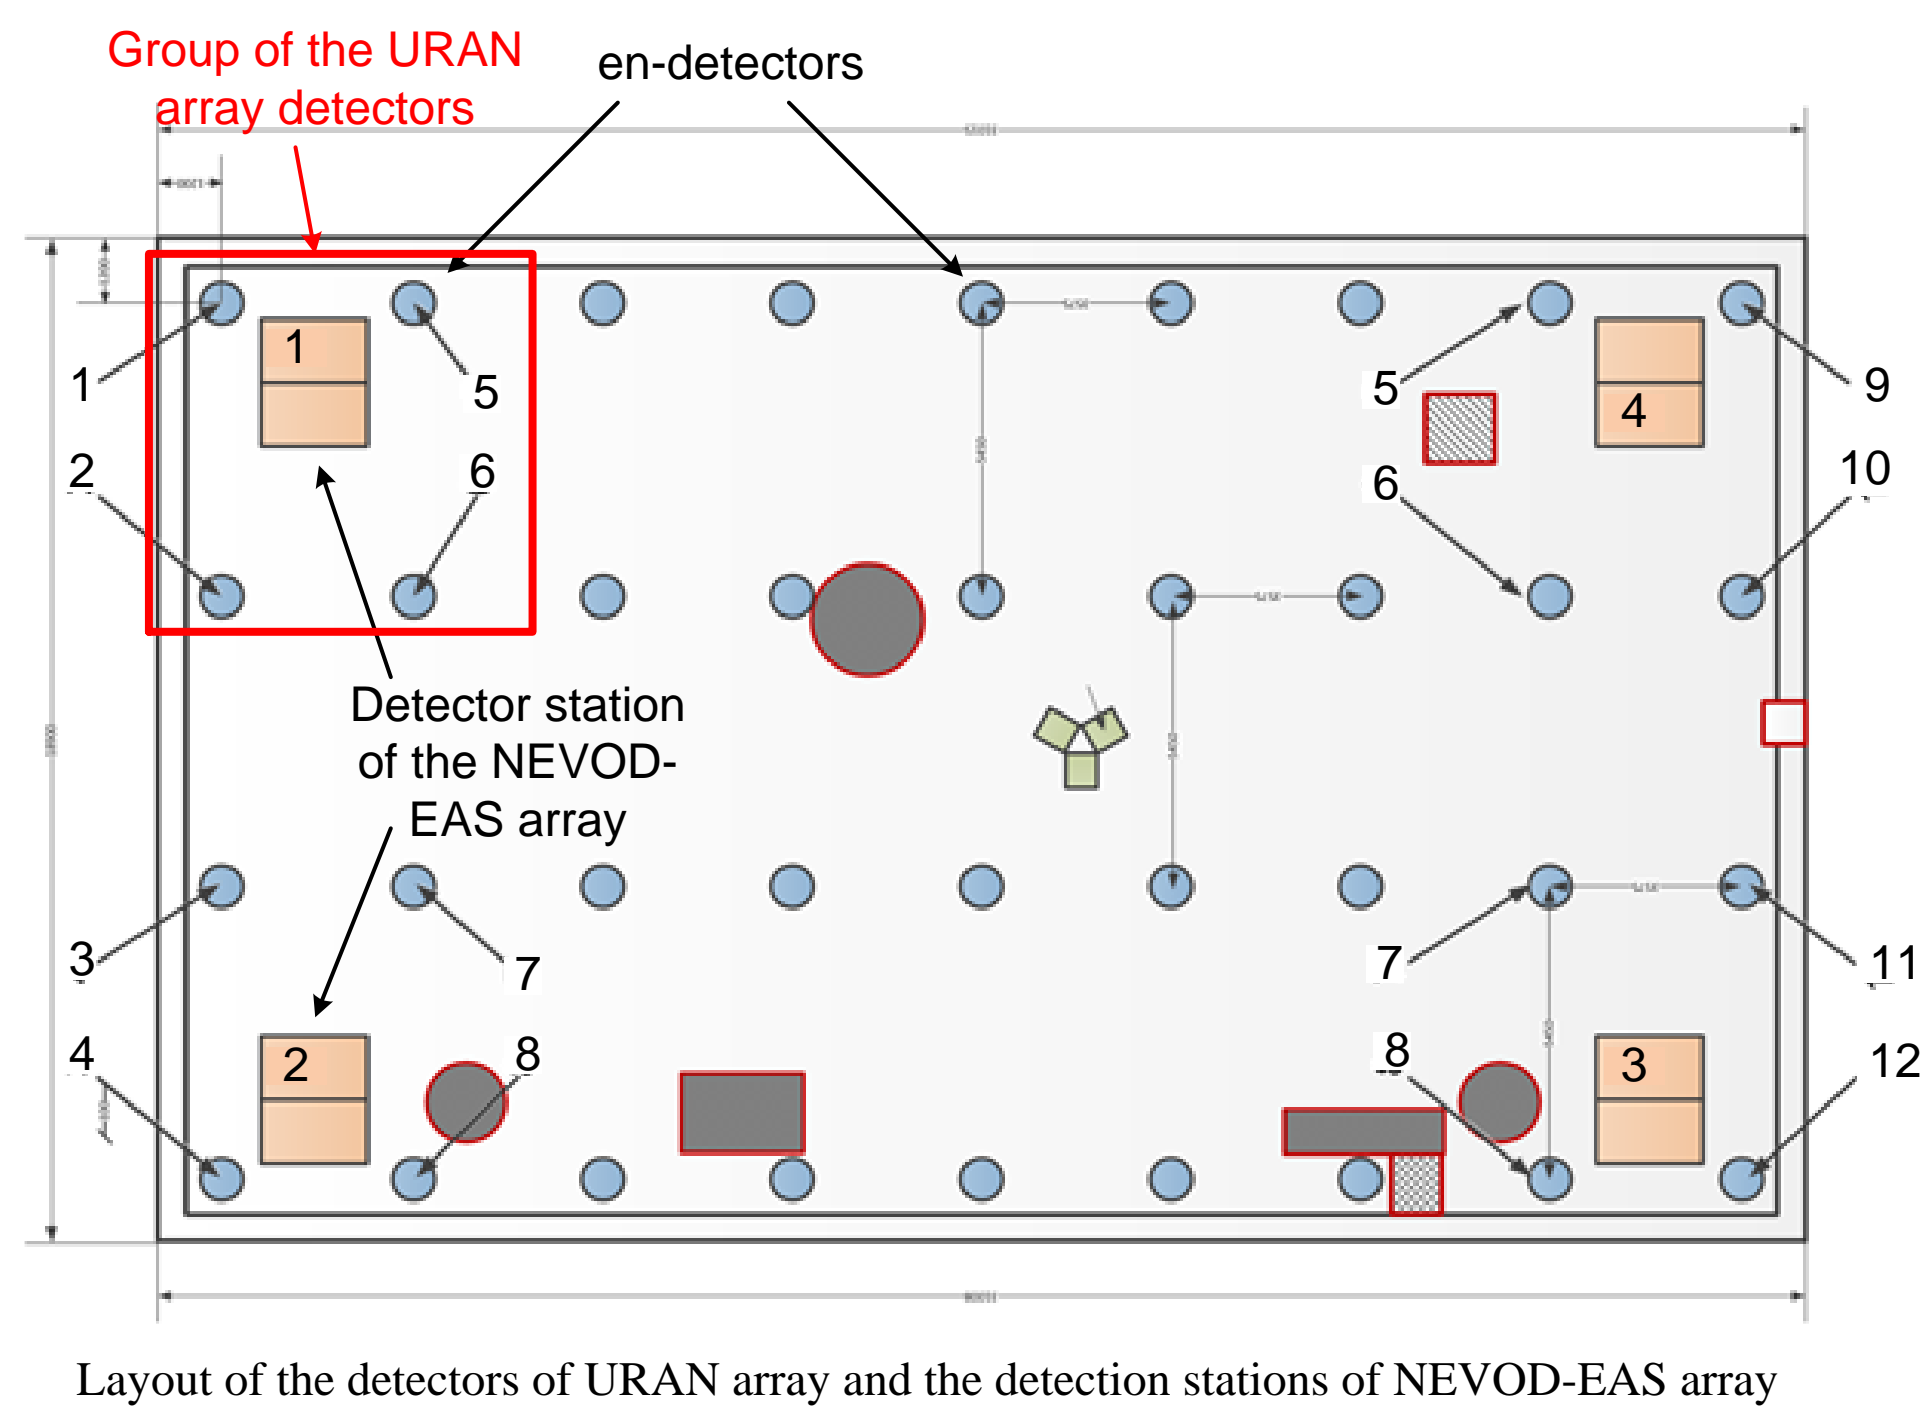 Group of the URAN
array detectors
en-detectors
1
5
5
9
1
4
2
6
6
10
Detector station
of the NEVOD-
EAS array
3
7
7
11
4
2
8
8
3
12
Layout of the detectors of URAN array and the detection stations of NEVOD-EAS array